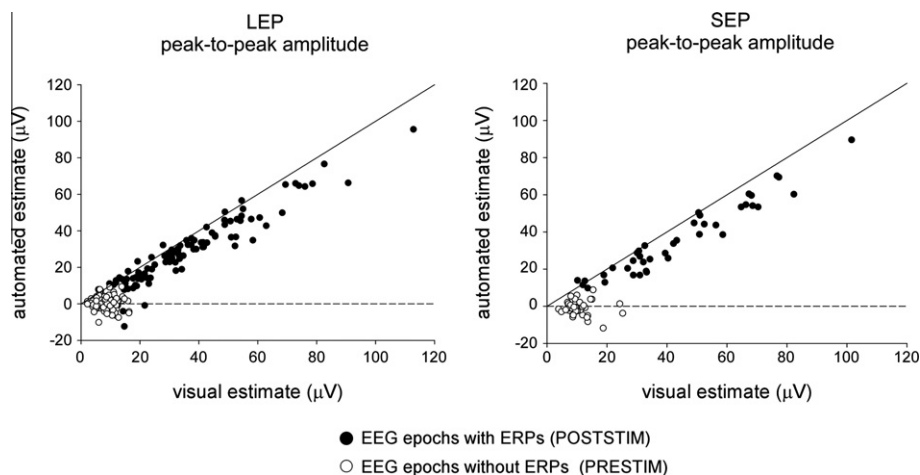 LEP
peak-to-peak amplitude
SEP
peak-to-peak amplitude
automated estimate (μV)
120
100
80
60
40
20
0
-20
0 20 40 60 80 100 120
visual estimate (μV)
automated estimate (μV)
120
100
80
60
40
20
0
-20
0 20 40 60 80 100 120
visual estimate (μV)
EEG epochs with ERPs (POSTSTIM)
EEG epochs without ERPs (PRESTIM)